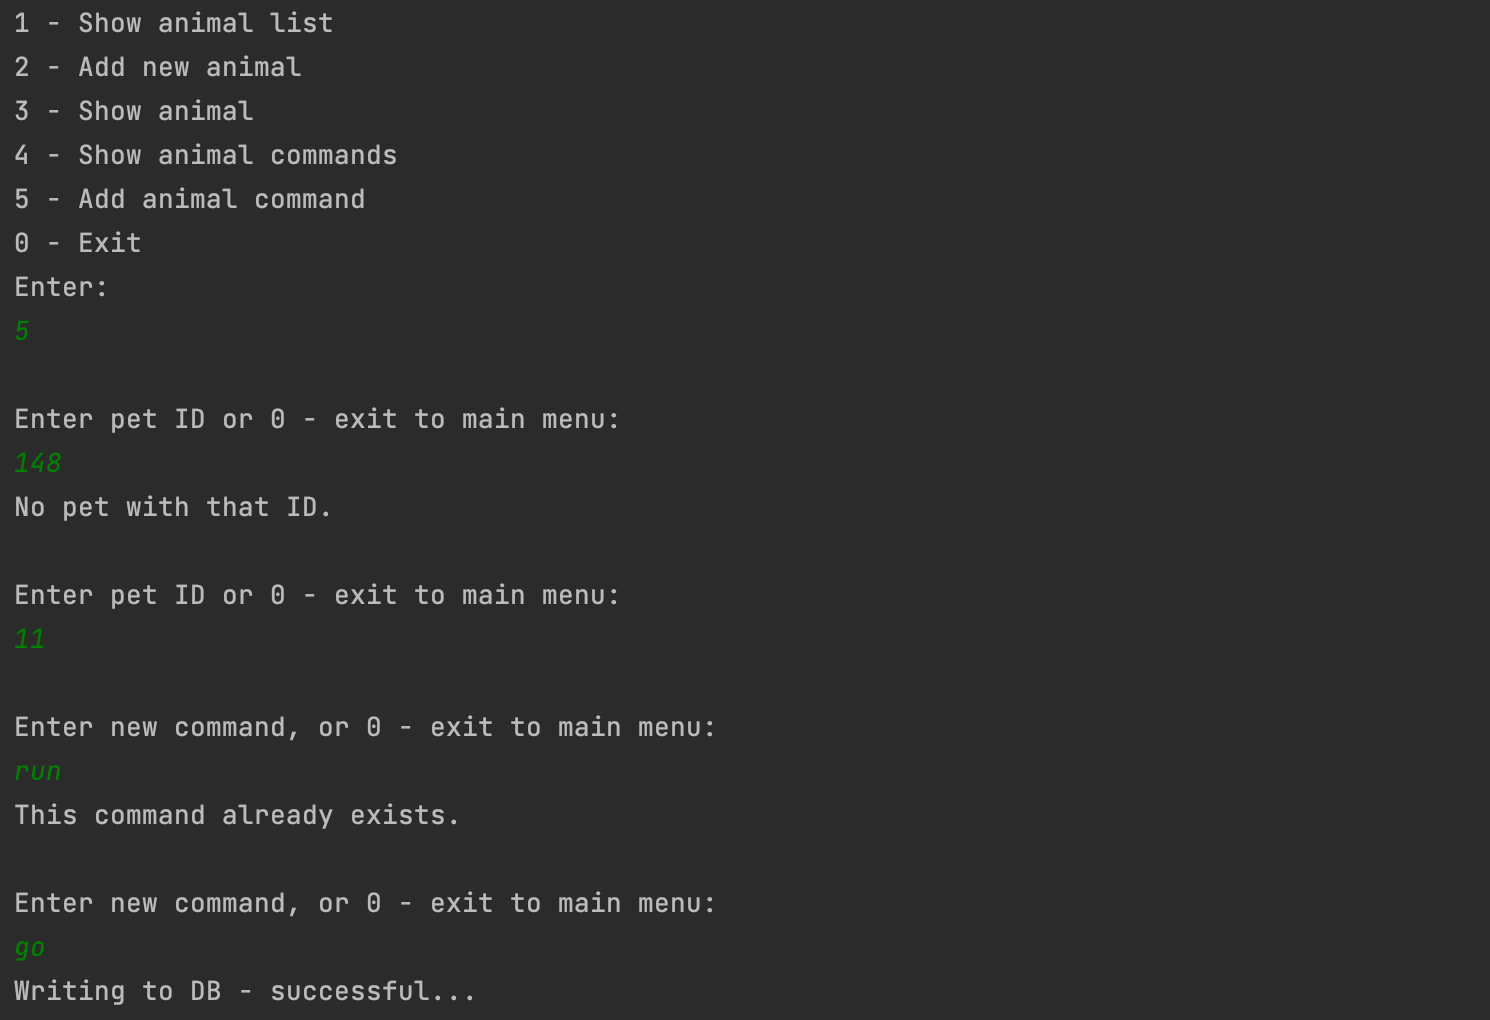 1 - Show animal list
2 - Add new animal
3 - Show animal
4 - Show animal commands
5 - Add animal command
0 - Exit
Enter:
5
Enter pet ID or 0 - exit to main menu:
148
No pet with that ID.
Enter pet ID or 0 - exit to main menu:
11
Enter new command, or 0 - exit to main menu:
run
This command already exists.
Enter new command, or 0 - exit to main menu:
go
Writing to DB - successful...